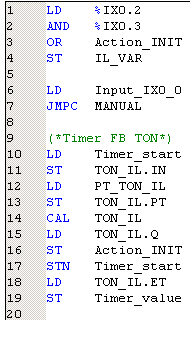 1 LD %IX0.2
2 AND %IX0.3
3 OR Action_INIT
4 ST IL_VAR
5
6 LD Input_IX0_0
7 JMPC MANUAL
8
9 (*Timer FB TON*)
10 LD Timer_start
11 ST TON_IL.IN
12 LD PT_TON_IL
13 ST TON_IL.PT
14 CAL TON_IL
15 LD TON_IL.Q
16 ST Action_INIT
17 STN Timer_start
18 LD TON_IL.ET
19 ST Timer_value
20